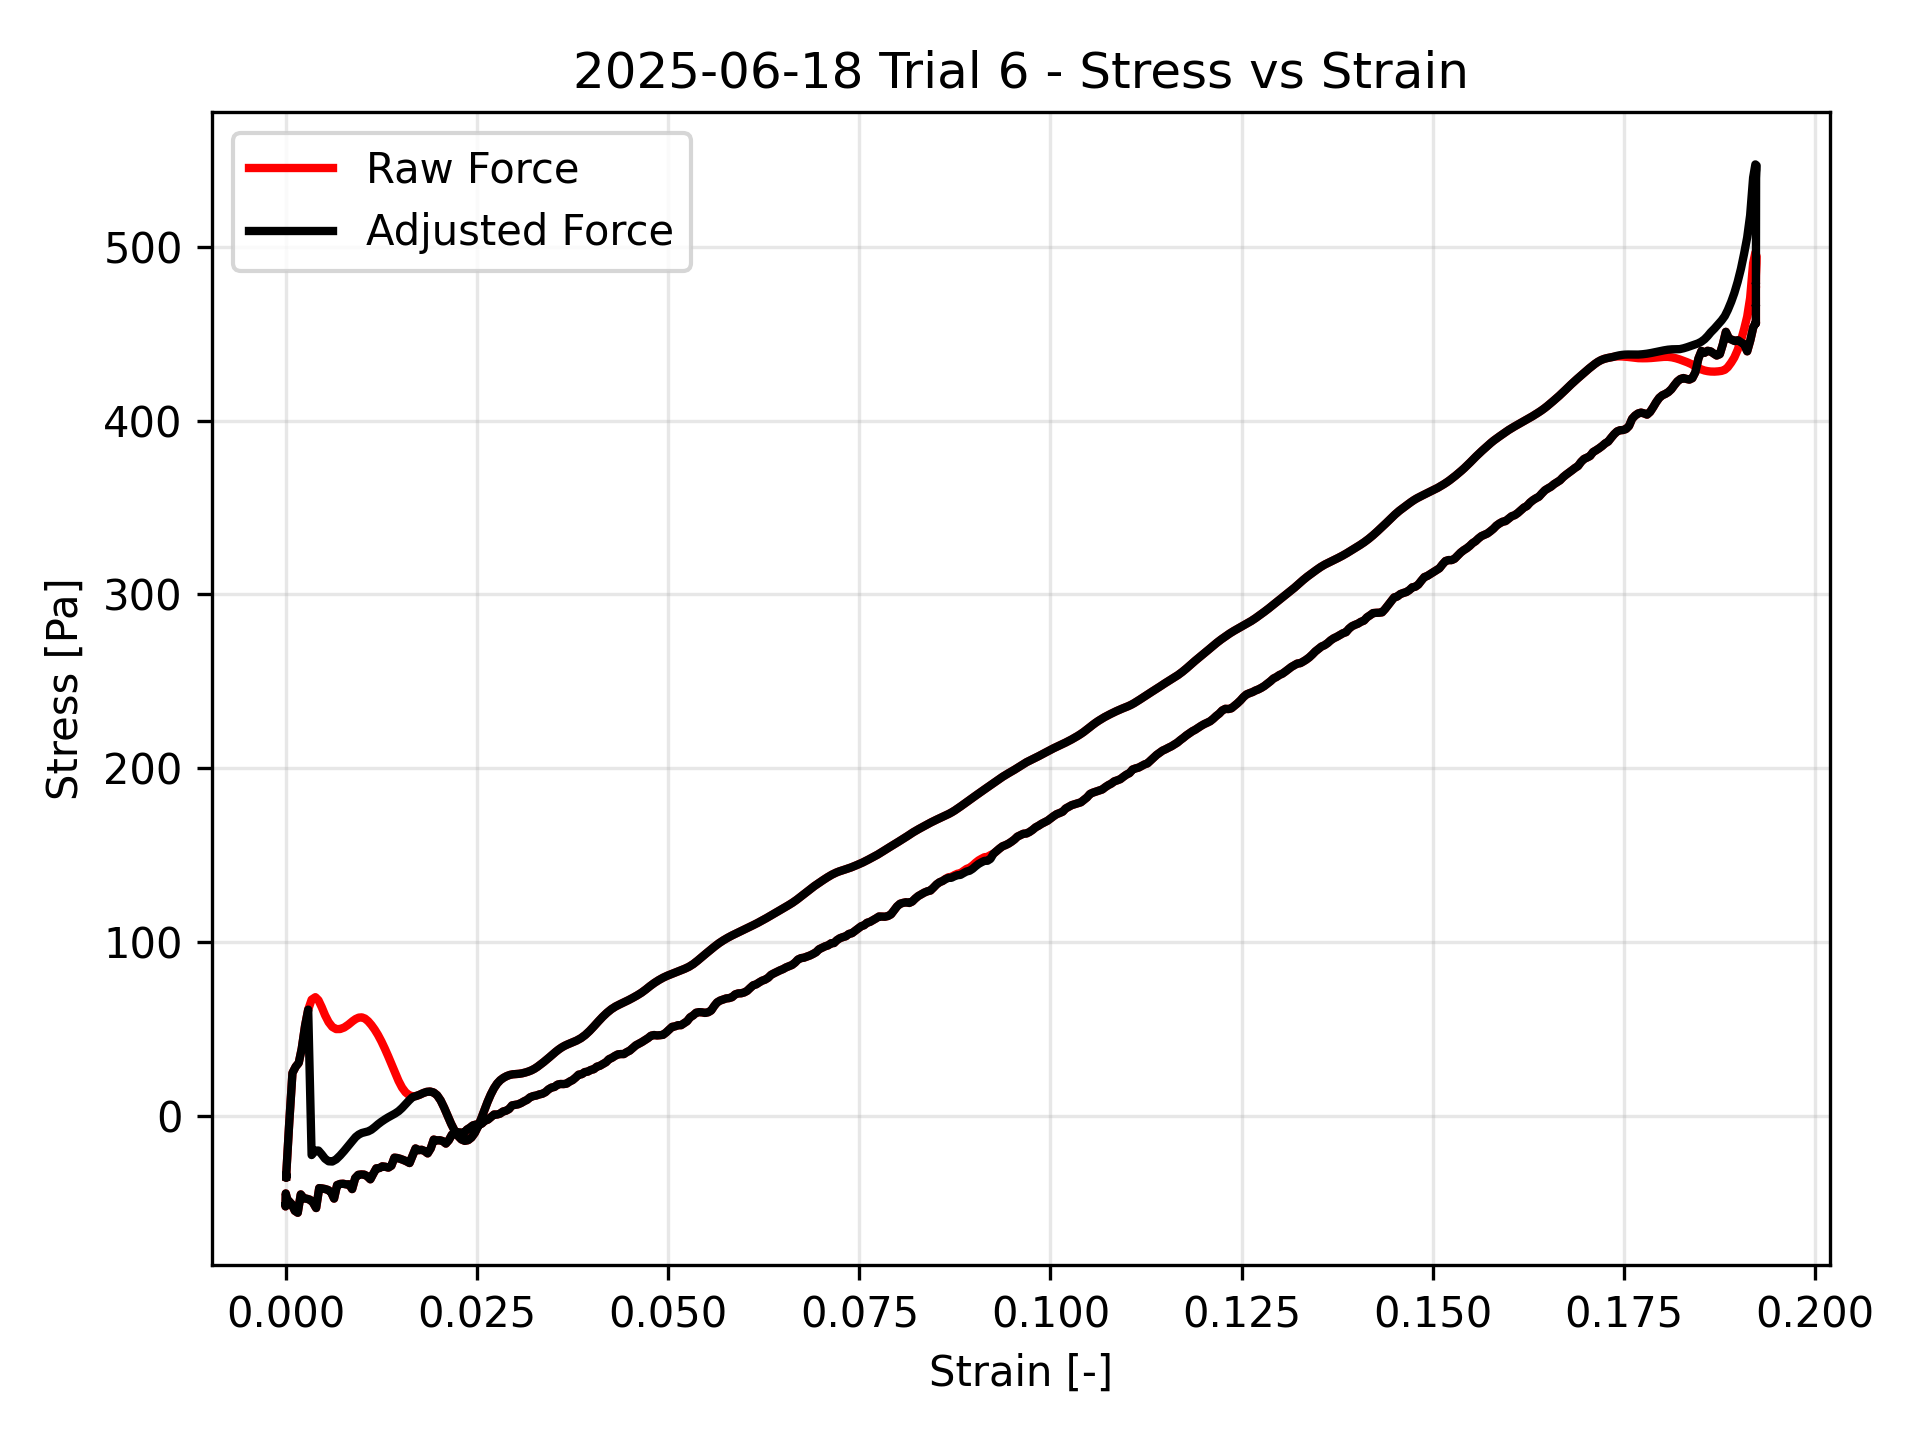 2025-06-18 Trial 6 - Stress vs Strain
Raw Force
Adjusted Force
Stress [Pa]
500
400
300
200
100
0
0.000 0.025 0.050 0.075 0.100 0.125 0.150 0.175 0.200
Strain [-]